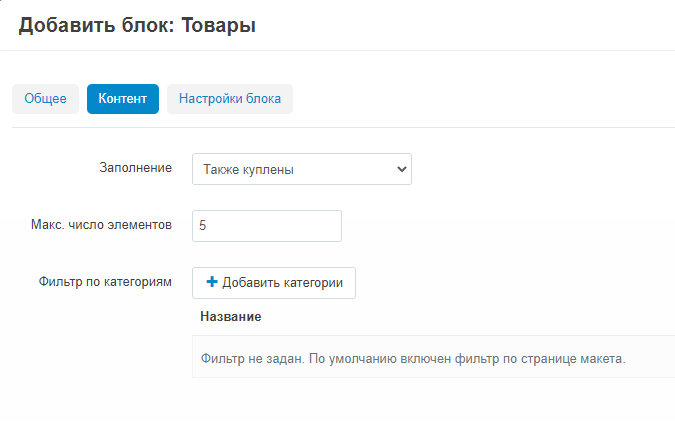 Добавить блок: Товары
Общее Контент Настройки блока
Заполнение Также куплены
Макс. число элементов 5
Фильтр по категориям + Добавить категории
Название
Фильтр не задан. По умолчанию включен фильтр по странице макета.